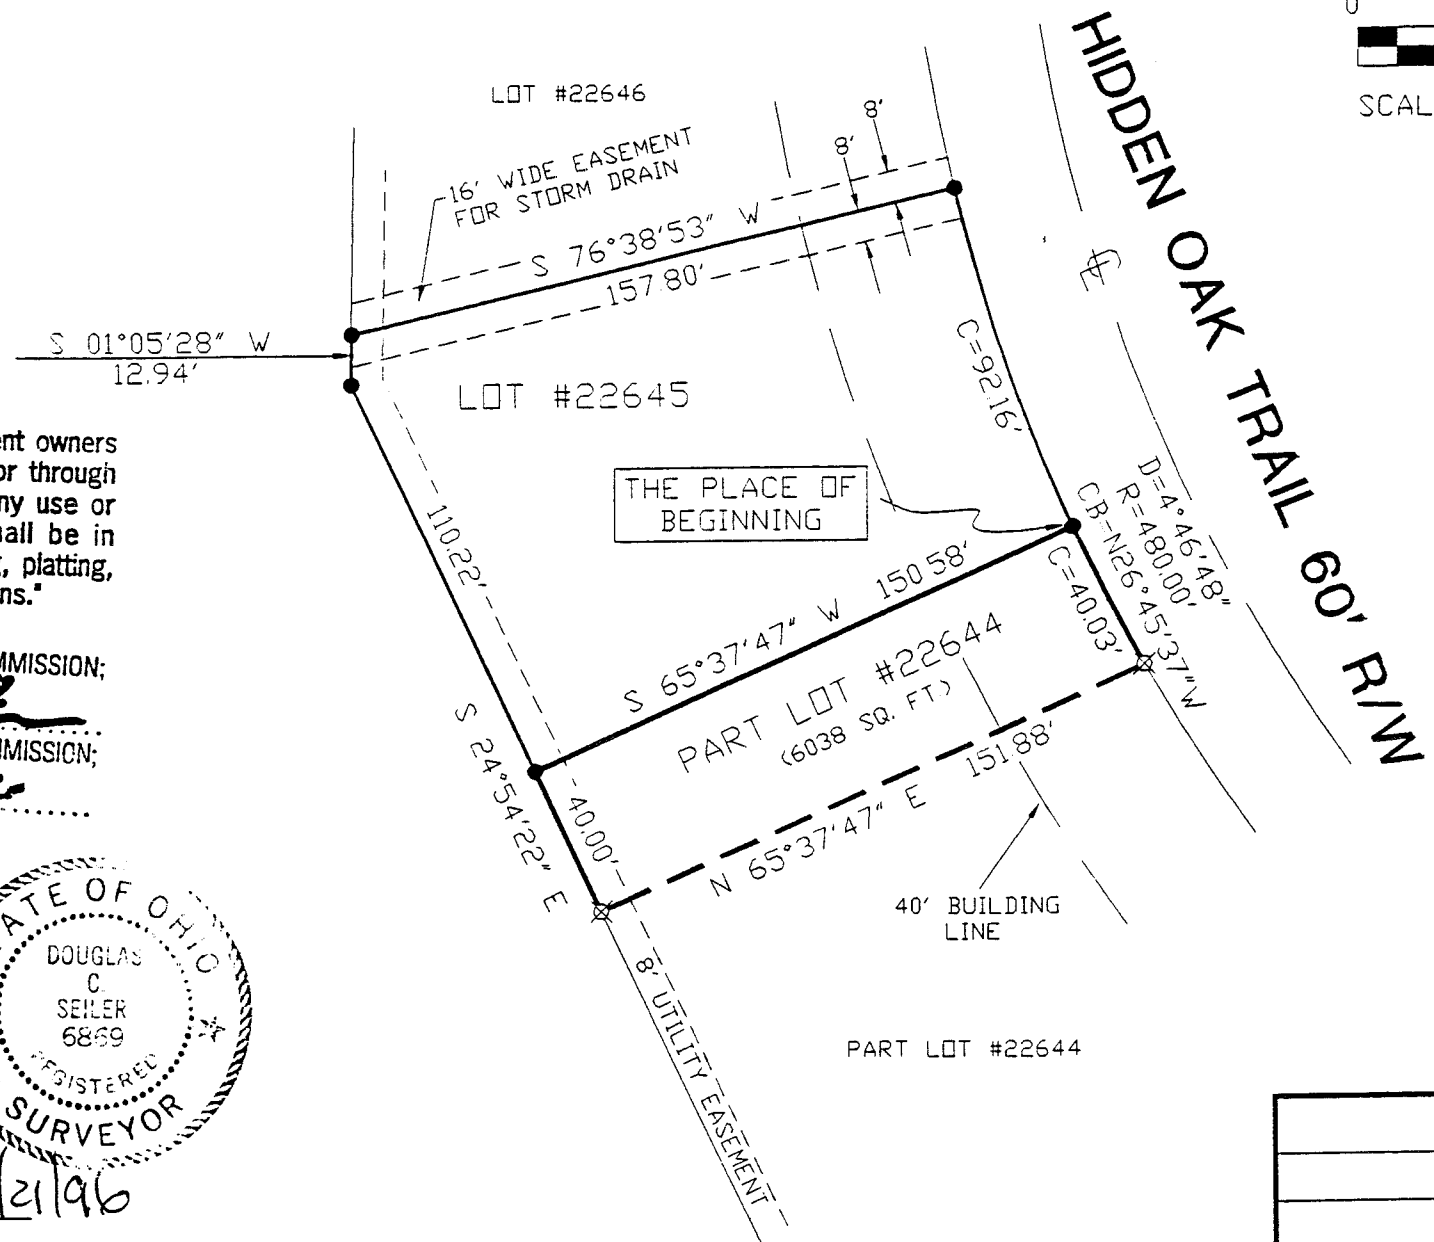 0
SCAL
HIDDEN OAK TRAIL 60' R/W
LOT #22646
16' WIDE EASEMENT
FOR STORM DRAIN
8'
8'
S 76°38'53" W
157.80'
S 01°05'28" W
12.94'
LOT #22645
C=92.16'
THE PLACE OF
BEGINNING
110.22'
S 65°37'47" W 150.58'
C=40.03'
D=4°46'48"
R=480.00'
CB=N26°45'37"W
PART LOT #22644
(6038 SQ. FT.)
S 24°54'22" E
40.00'
N 65°37'47" E 151.88'
40' BUILDING
LINE
8' UTILITY EASEMENT
PART LOT #22644
ent owners
or through
ny use or
hall be in
, platting,
ns."
MMISSION;
MMISSION;
ATE OF OHIO
DOUGLAS
C.
SEILER
6869
REGISTERED
SURVEYOR
21/96